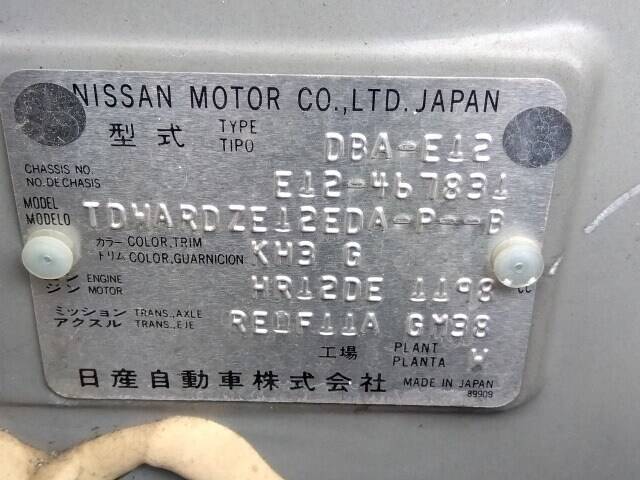 NISSAN MOTOR CO.,LTD. JAPAN
型式 TYPE TIPO DBA-E12
CHASSIS NO. NO. DE CHASIS E12-467831
MODEL MODELO TDHARDZE12EDA-P---B
カラー COLOR, TRIM トリム COLOR, GUARNICION KH3 G
ジン ENGINE MOTOR HR12DE 1198 CC
ミッション TRANS., AXLE アクスル TRANS., EJE RE0F11A GM38
工場 PLANT PLANTA W
日産自動車株式会社 MADE IN JAPAN
89909